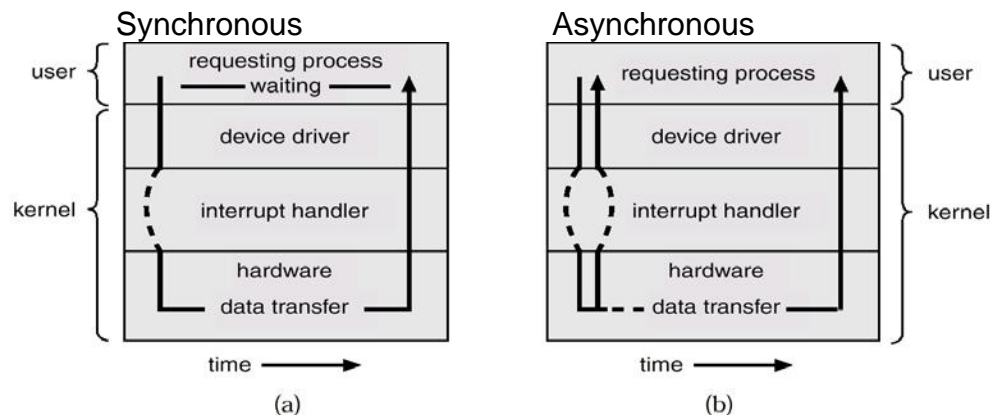 Synchronous
user
requesting process
waiting
device driver
kernel
interrupt handler
hardware
data transfer
time
(a)
Asynchronous
requesting process
user
device driver
interrupt handler
kernel
hardware
data transfer
time
(b)